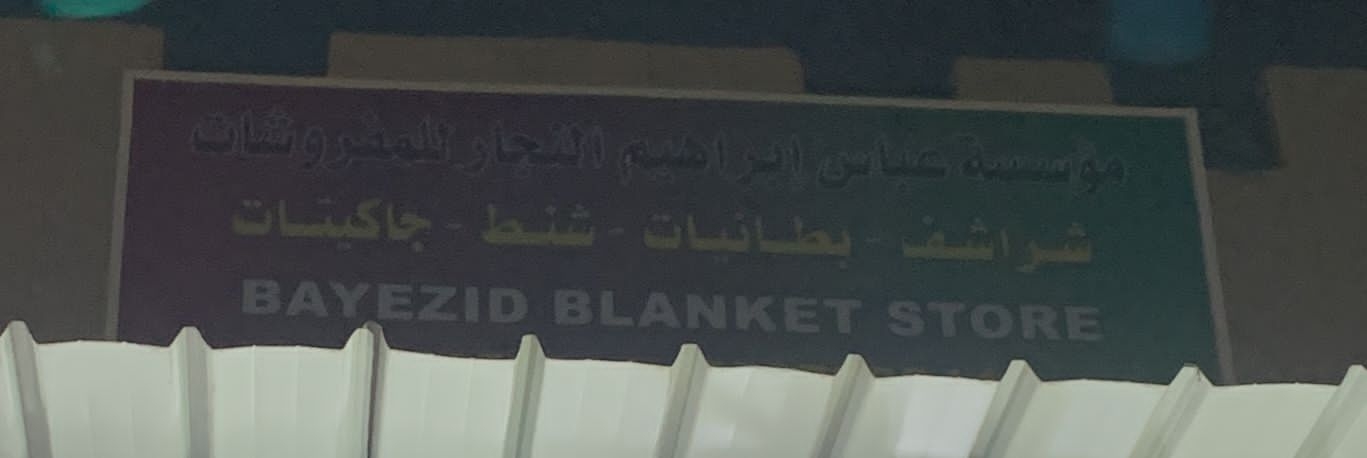 مؤسسة عباس ابراهيم النجار للمفروشات
شراشف - بطانيات - شنط - جاكيتات
BAYEZID BLANKET STORE